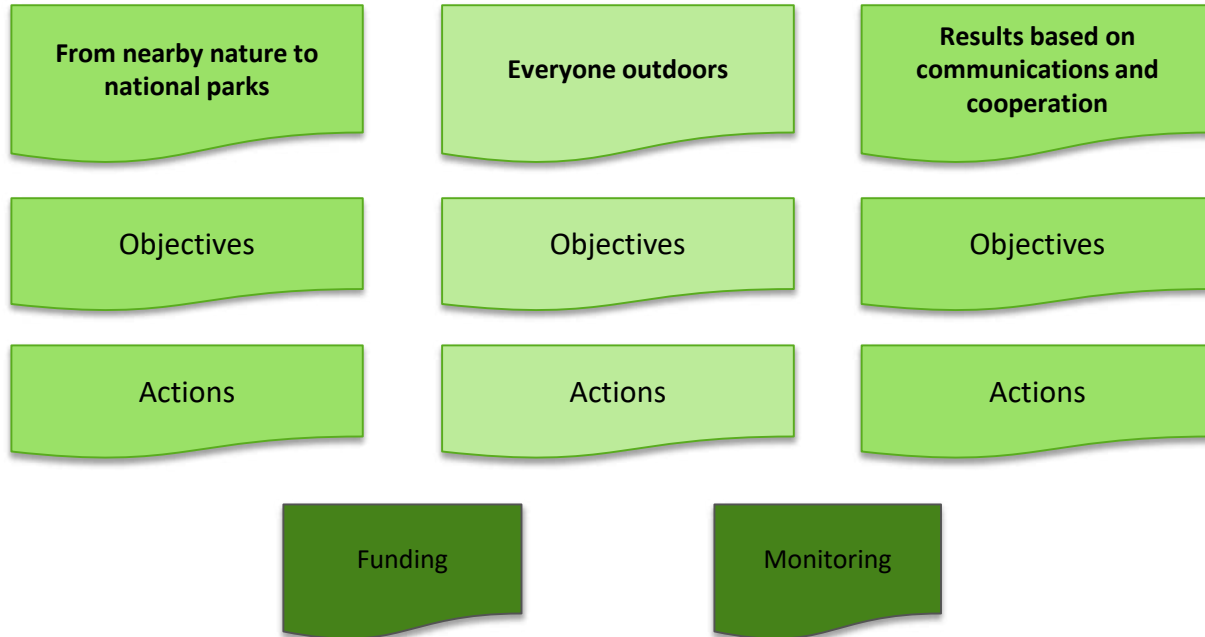 From nearby nature to
national parks
Everyone outdoors
Results based on
communications and
cooperation
Objectives
Objectives
Objectives
Actions
Actions
Actions
Funding
Monitoring